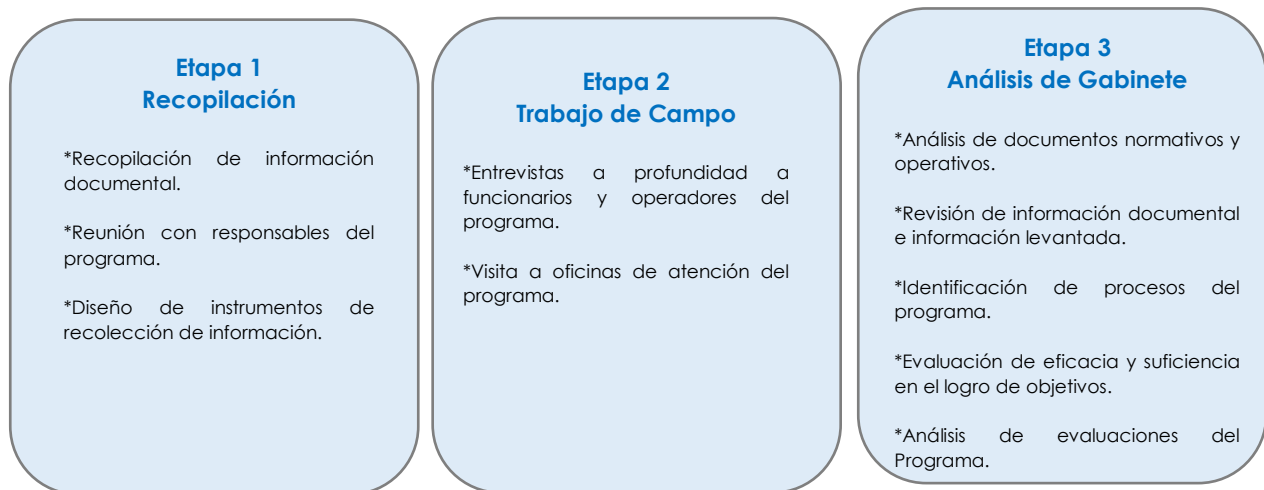 Etapa 1
Recopilación
*Recopilación de información
documental.
*Reunión con responsables del
programa.
*Diseño de instrumentos de
recolección de información.
Etapa 2
Trabajo de Campo
*Entrevistas a profundidad a
funcionarios y operadores del
programa.
*Visita a oficinas de atención del
programa.
Etapa 3
Análisis de Gabinete
*Análisis de documentos normativos y
operativos.
*Revisión de información documental
e información levantada.
*Identificación de procesos del
programa.
*Evaluación de eficacia y suficiencia
en el logro de objetivos.
*Análisis de evaluaciones del
Programa.